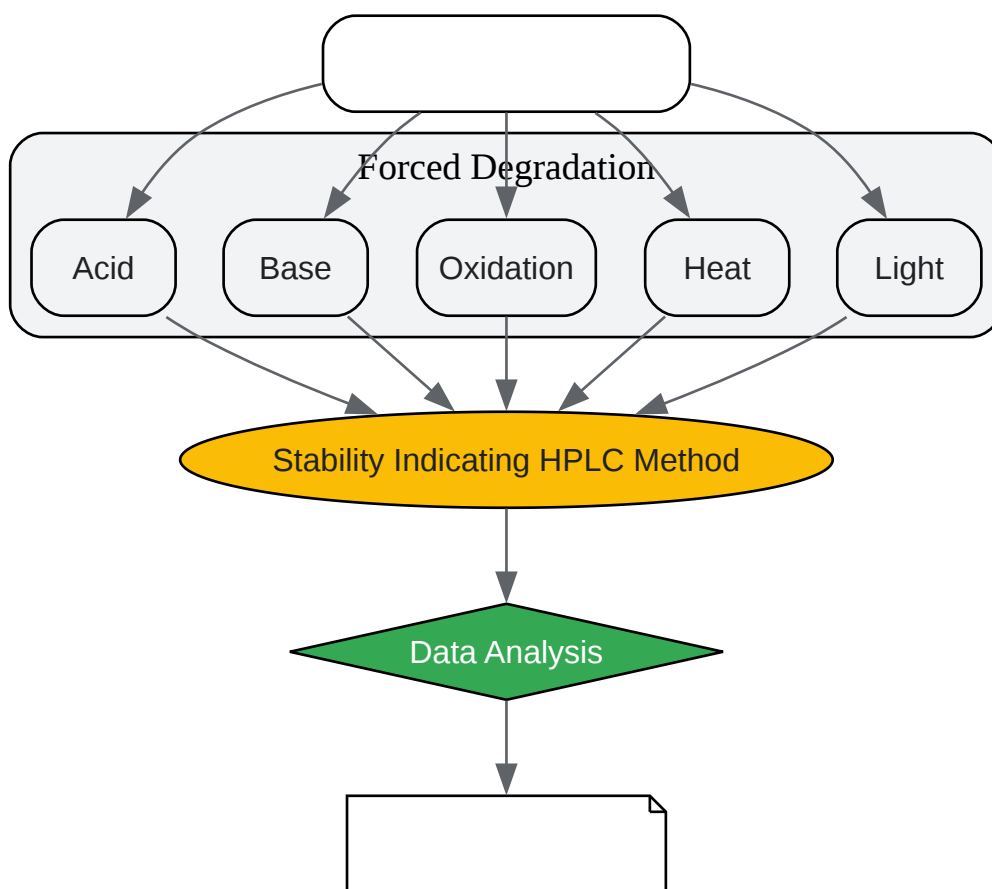 Forced Degradation
Acid
Base
Oxidation
Heat
Light
Stability Indicating HPLC Method
Data Analysis